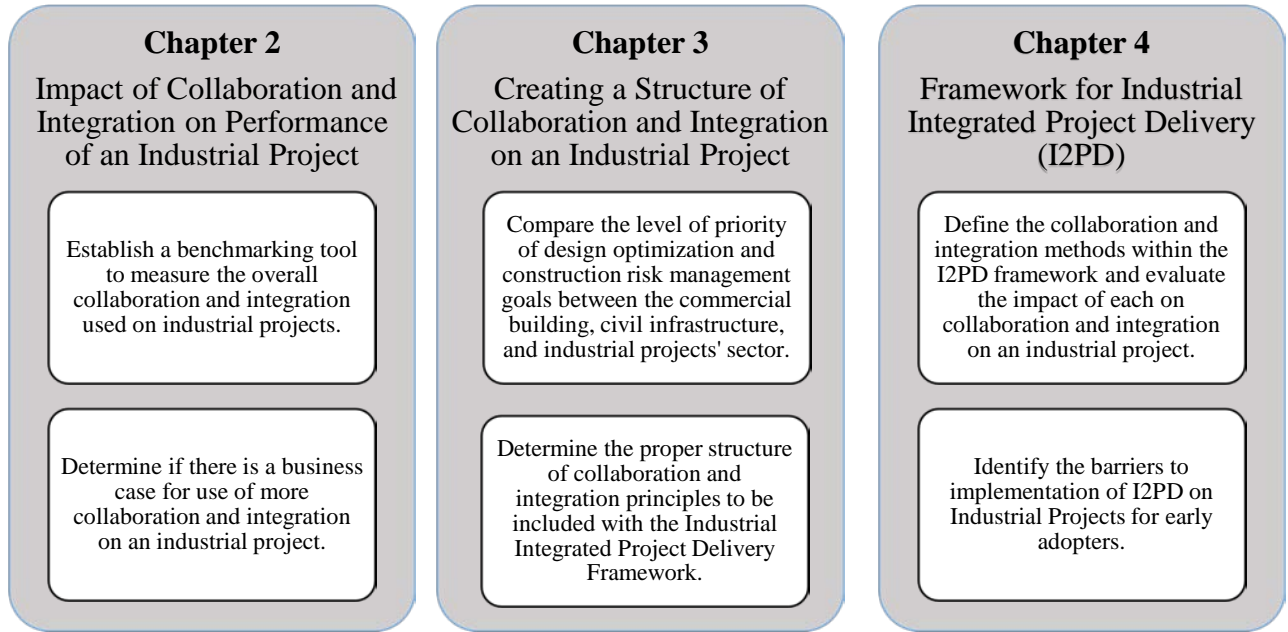 Chapter 2
Impact of Collaboration and
Integration on Performance
of an Industrial Project
Establish a benchmarking tool
to measure the overall
collaboration and integration
used on industrial projects.
Determine if there is a business
case for use of more
collaboration and integration
on an industrial project.
Chapter 3
Creating a Structure of
Collaboration and Integration
on an Industrial Project
Compare the level of priority
of design optimization and
construction risk management
goals between the commercial
building, civil infrastructure,
and industrial projects' sector.
Determine the proper structure
of collaboration and
integration principles to be
included with the Industrial
Integrated Project Delivery
Framework.
Chapter 4
Framework for Industrial
Integrated Project Delivery
(I2PD)
Define the collaboration and
integration methods within the
I2PD framework and evaluate
the impact of each on
collaboration and integration
on an industrial project.
Identify the barriers to
implementation of I2PD on
Industrial Projects for early
adopters.